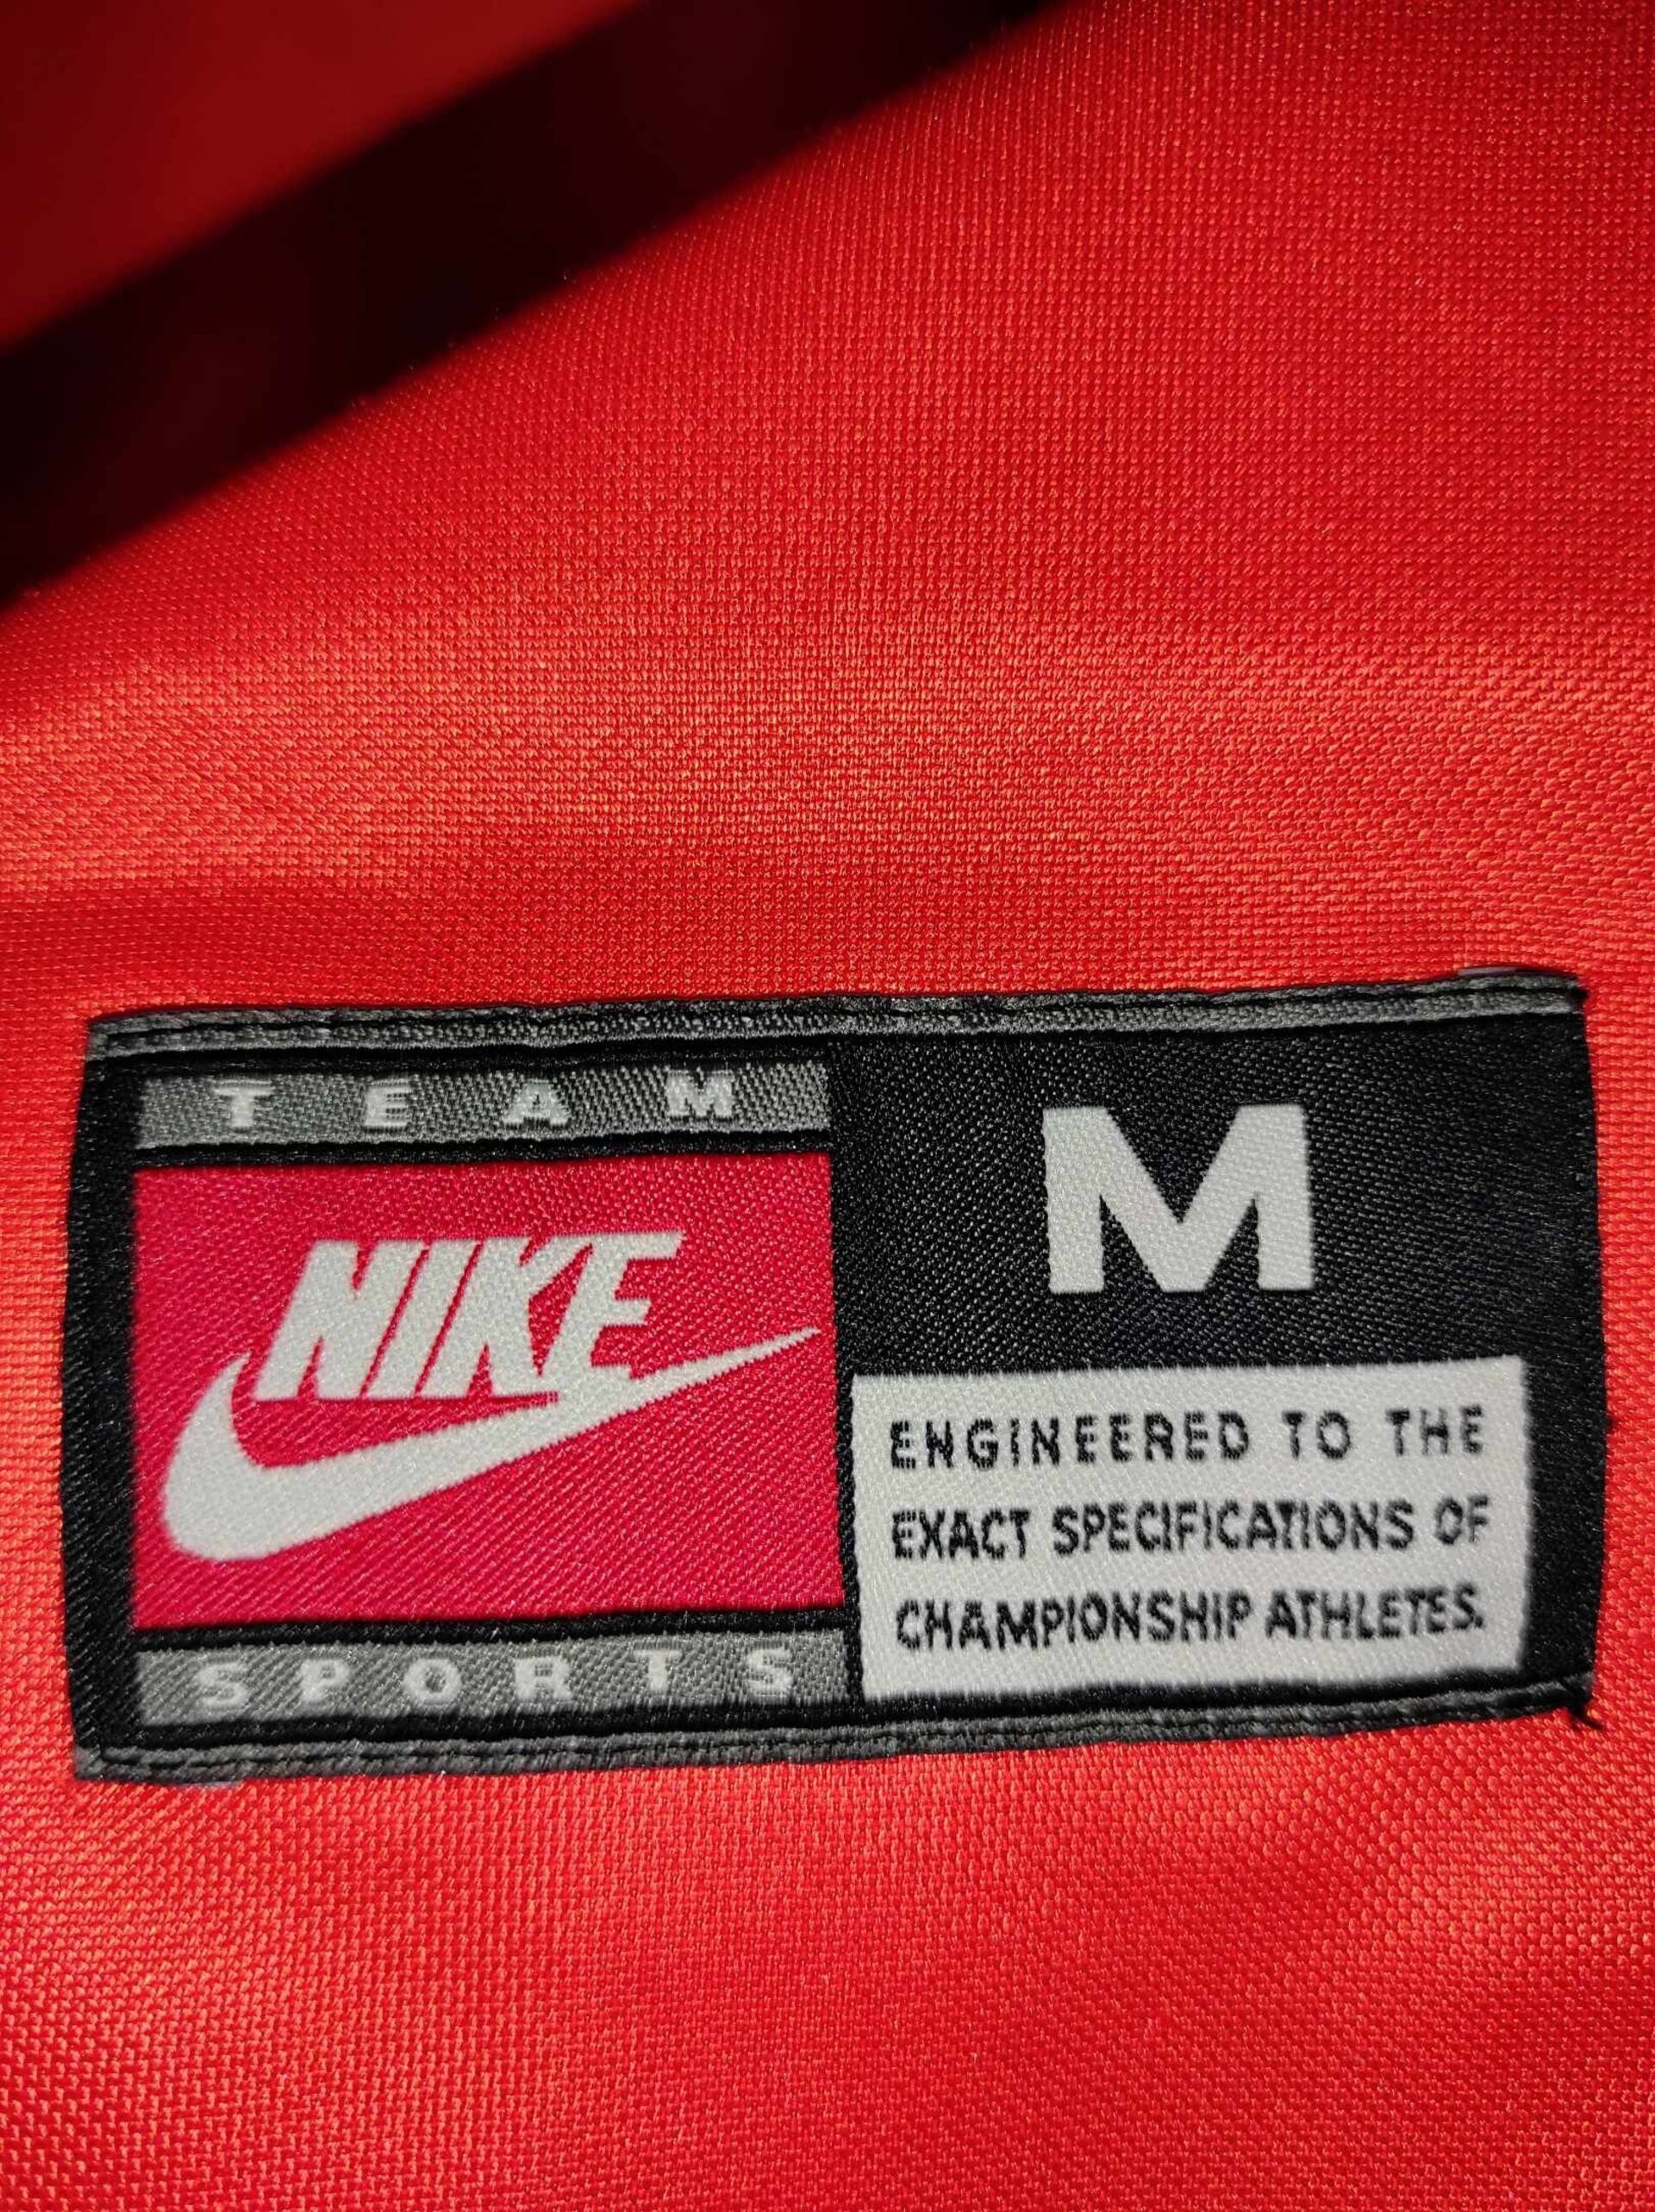 TEAM
NIKE
SPORTS
M
ENGINEERED TO THE
EXACT SPECIFICATIONS OF
CHAMPIONSHIP ATHLETES.